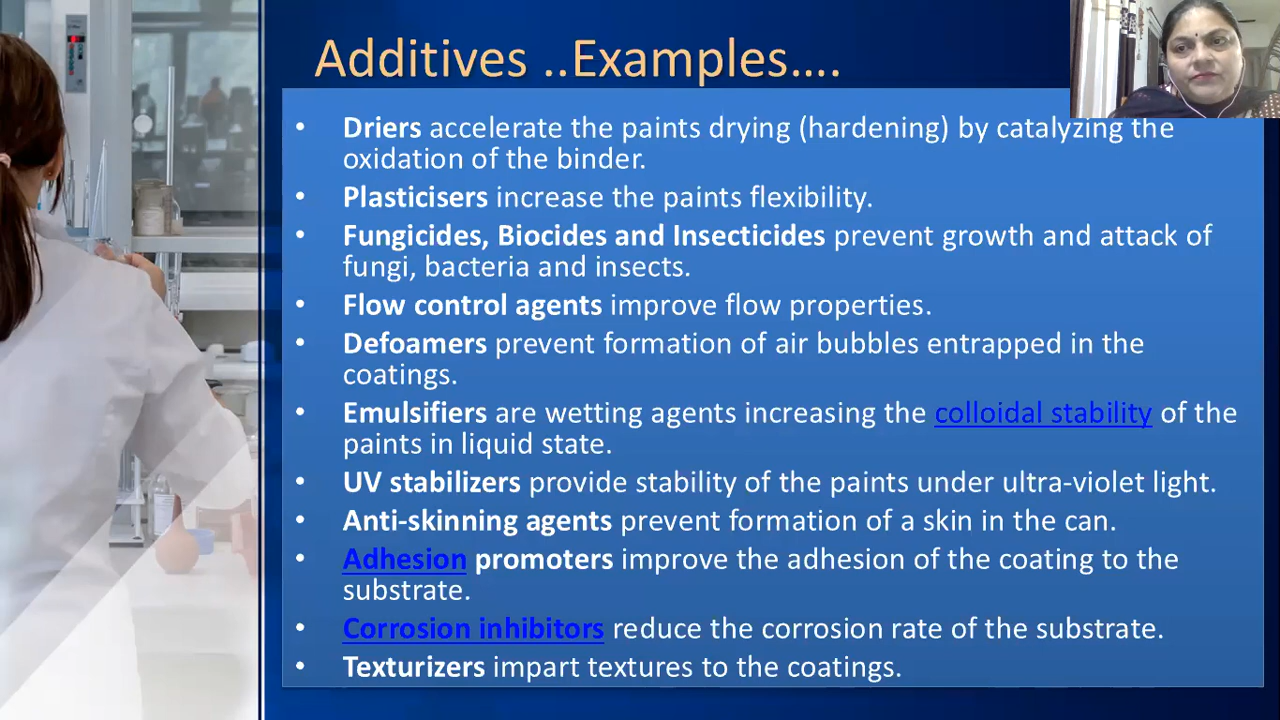 Additives ..Examples....
• Driers accelerate the paints drying (hardening) by catalyzing the
oxidation of the binder.
• Plasticisers increase the paints flexibility.
• Fungicides, Biocides and Insecticides prevent growth and attack of
fungi, bacteria and insects.
• Flow control agents improve flow properties.
• Defoamers prevent formation of air bubbles entrapped in the
coatings.
• Emulsifiers are wetting agents increasing the colloidal stability of the
paints in liquid state.
• UV stabilizers provide stability of the paints under ultra-violet light.
• Anti-skinning agents prevent formation of a skin in the can.
• Adhesion promoters improve the adhesion of the coating to the
substrate.
• Corrosion inhibitors reduce the corrosion rate of the substrate.
• Texturizers impart textures to the coatings.